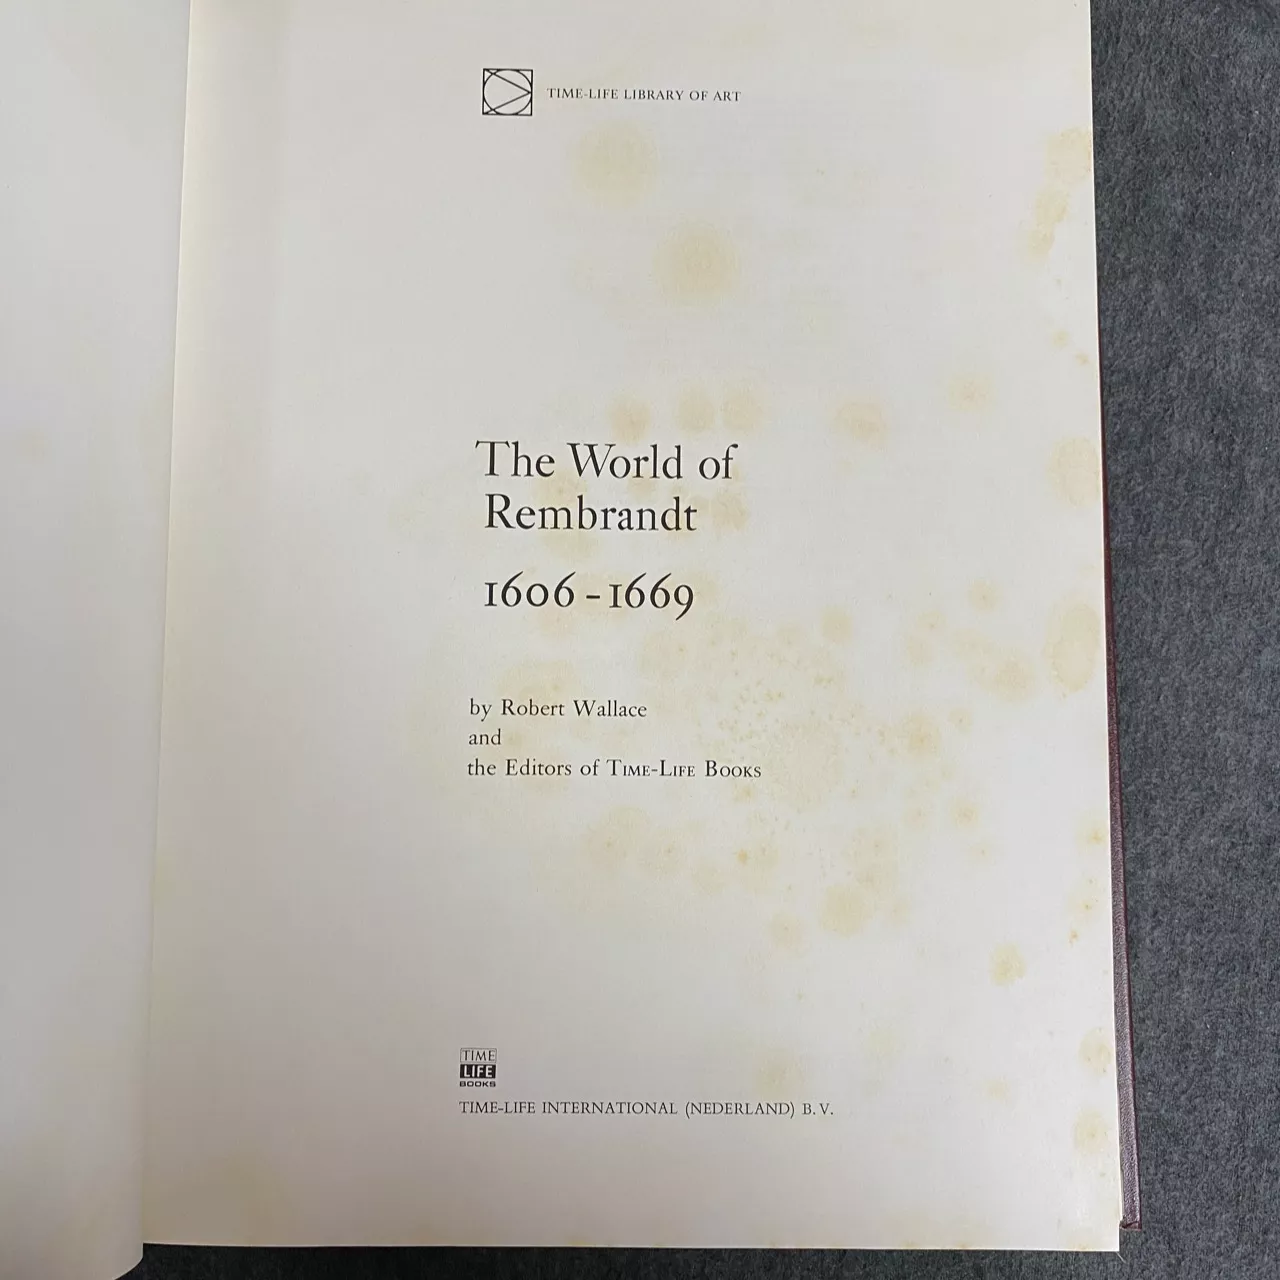 TIME-LIFE LIBRARY OF ART
The World of
Rembrandt
1606-1669
by Robert Wallace
and
the Editors of TIME-LIFE BOOKS
TIME
LIFE
BOOKS
TIME-LIFE INTERNATIONAL (NEDERLAND) B.V.